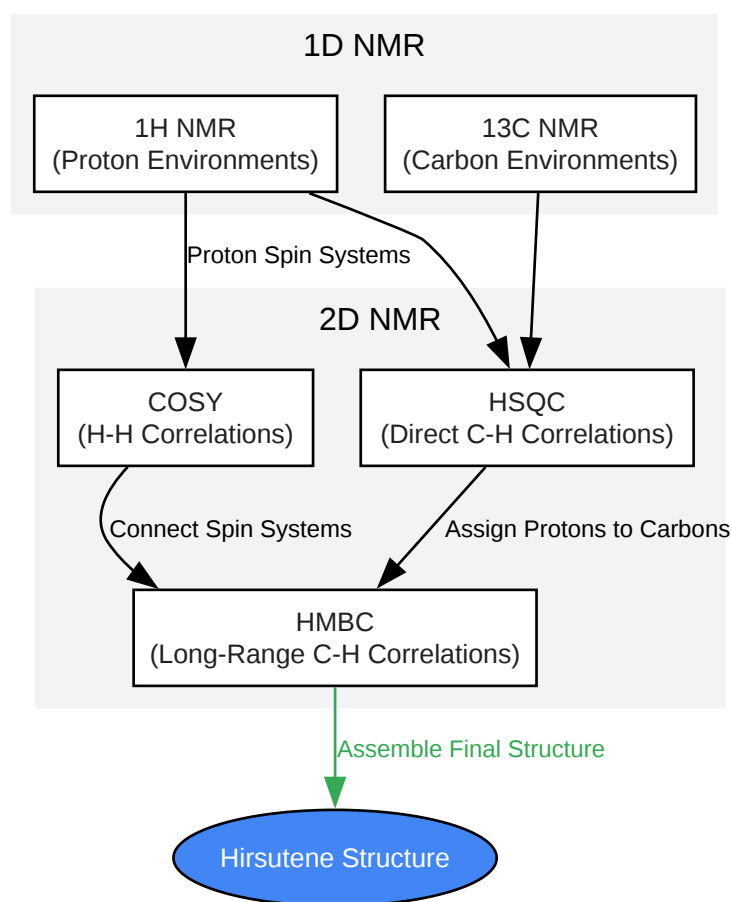 1D NMR
1H NMR
(Proton Environments)
13C NMR
(Carbon Environments)
Proton Spin Systems
2D NMR
COSY
(H-H Correlations)
HSQC
(Direct C-H Correlations)
Connect Spin Systems
Assign Protons to Carbons
HMBC
(Long-Range C-H Correlations)
Assemble Final Structure
Hirsutene Structure